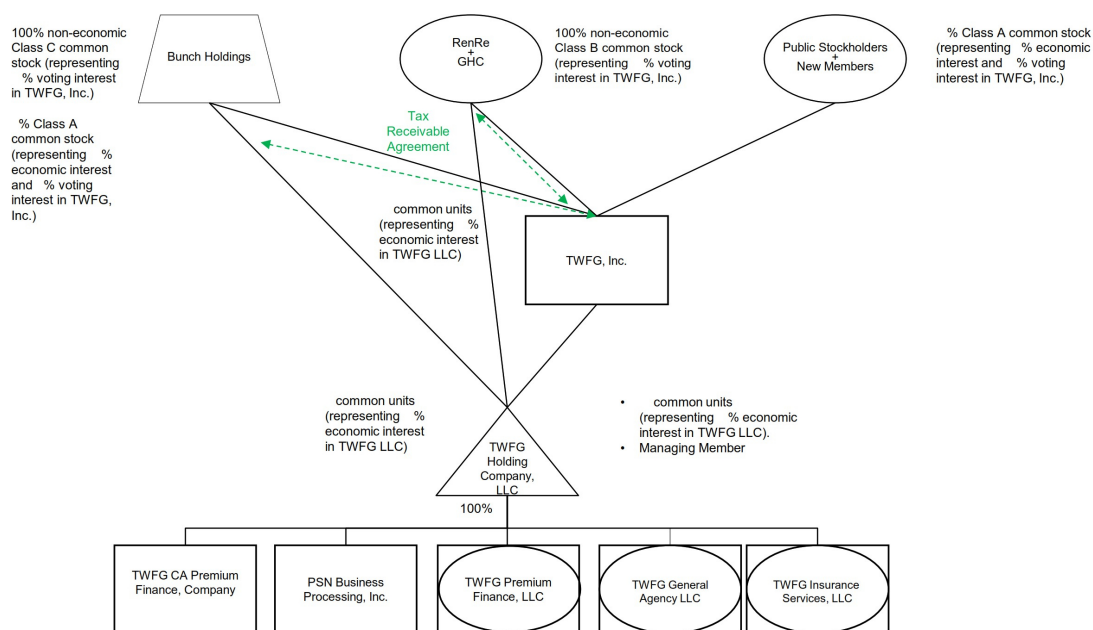 100% non-economic
Class C common
stock (representing
% voting interest
in TWFG, Inc.)
Bunch Holdings
RenRe
+
GHC
100% non-economic
Class B common stock
(representing % voting
interest in TWFG, Inc.)
Public Stockholders
+
New Members
% Class A common stock
(representing % economic
interest and % voting
interest in TWFG, Inc.)
% Class A
common stock
(representing %
economic interest
and % voting
interest in TWFG,
Inc.)
Tax
Receivable
Agreement
common units
(representing %
economic interest
in TWFG LLC)
TWFG, Inc.
common units
(representing %
economic interest
in TWFG LLC)
• common units
(representing % economic
interest in TWFG LLC).
• Managing Member
TWFG
Holding
Company,
LLC
100%
TWFG CA Premium
Finance, Company
PSN Business
Processing, Inc.
TWFG Premium
Finance, LLC
TWFG General
Agency LLC
TWFG Insurance
Services, LLC